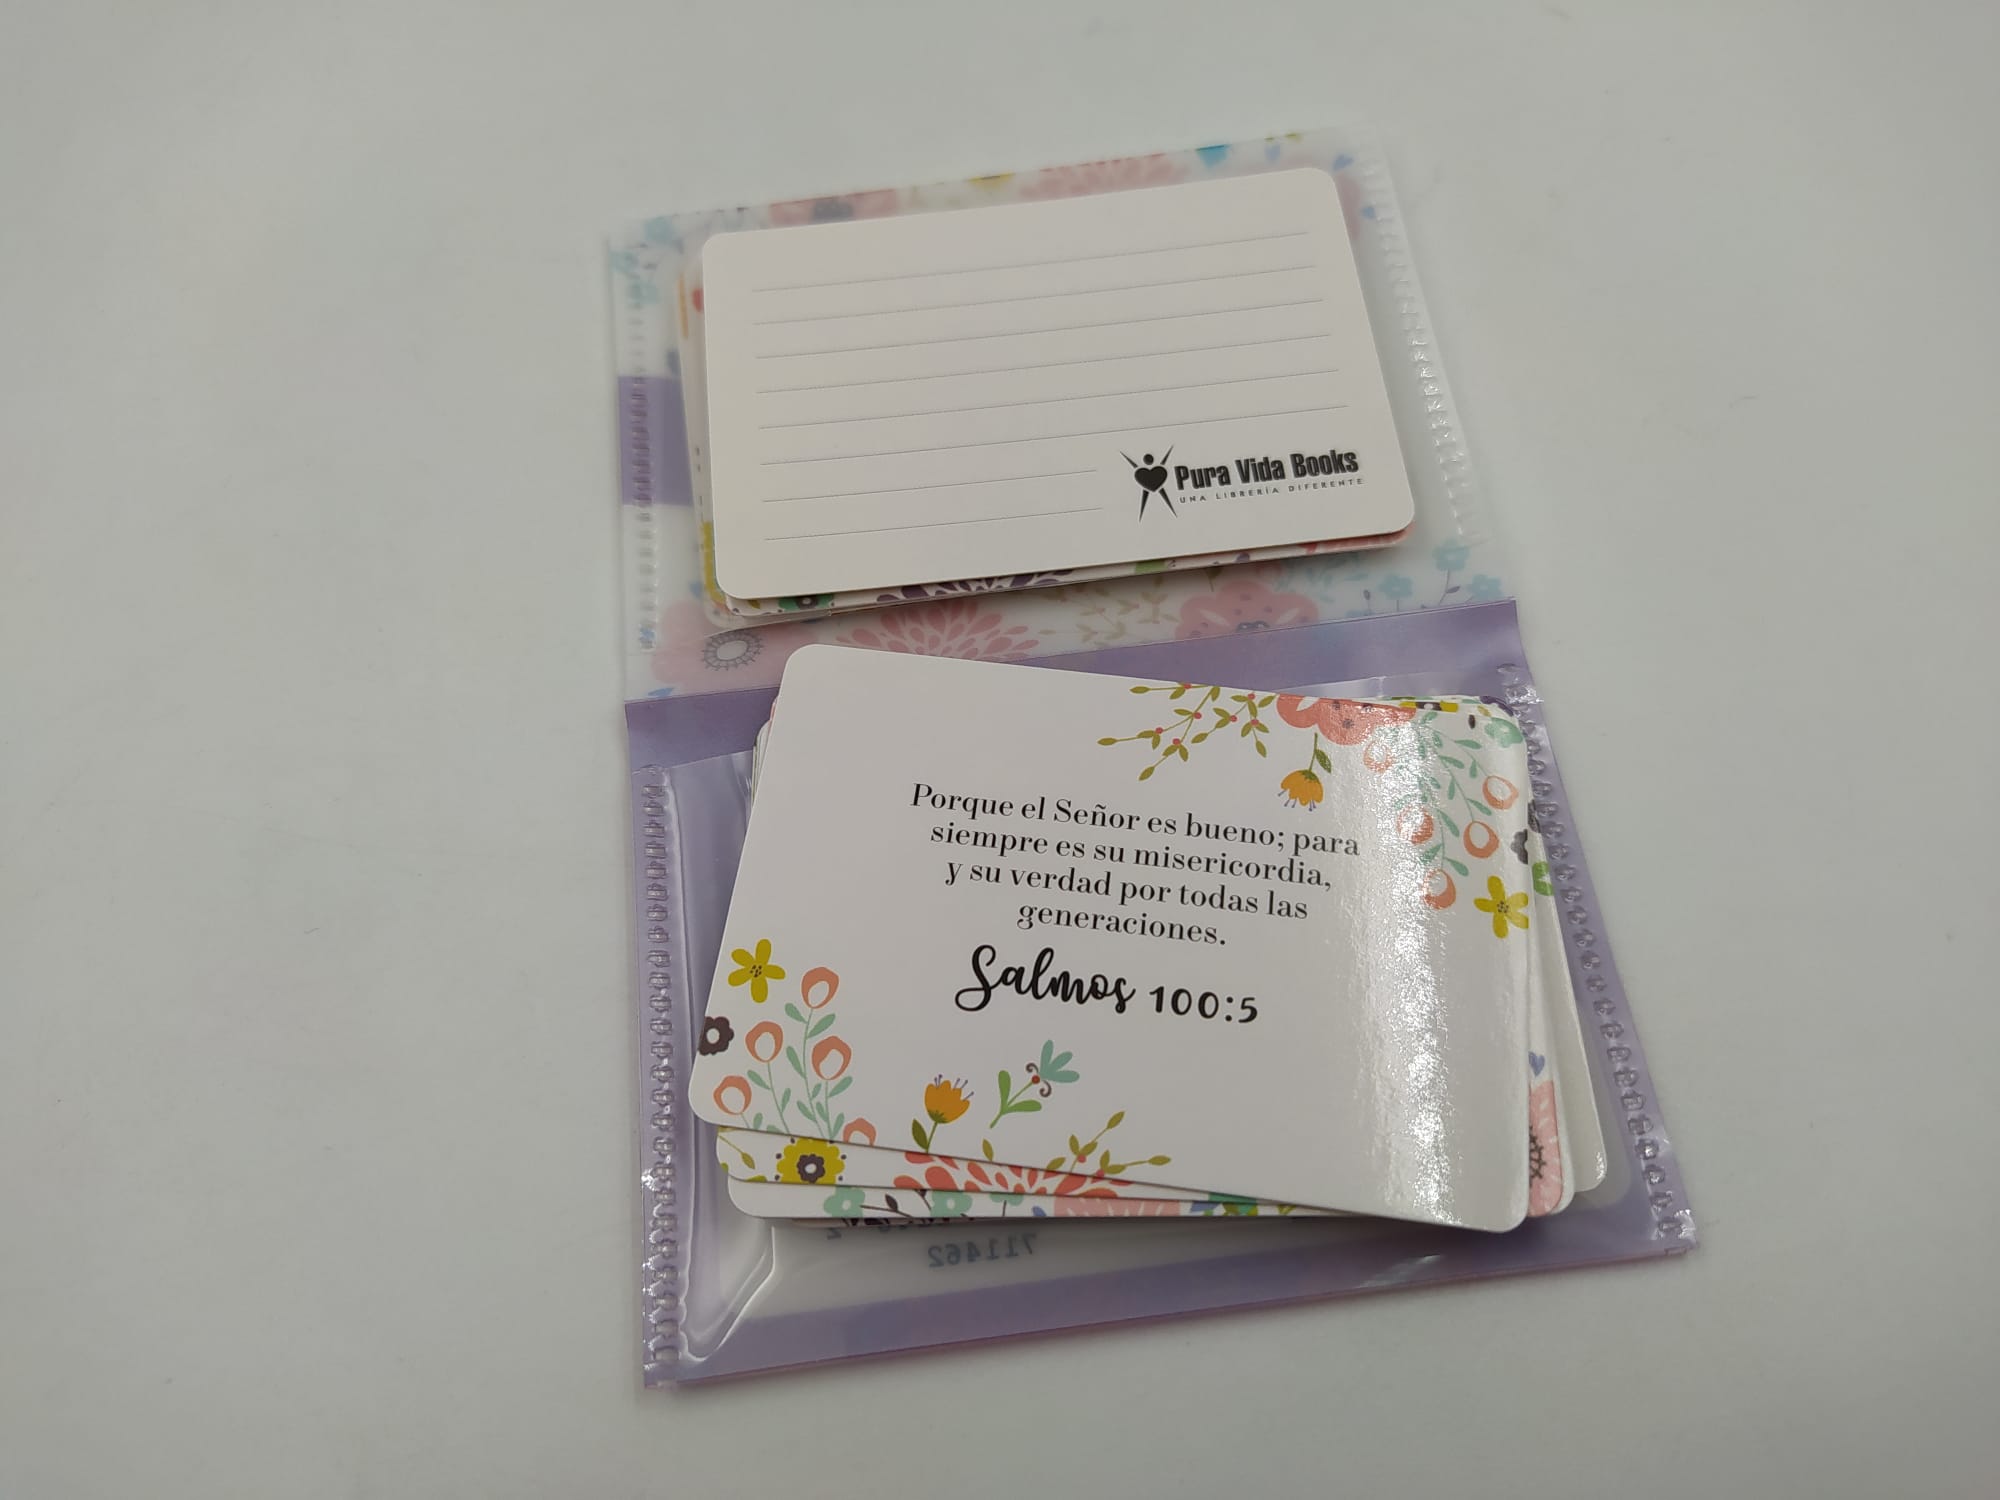 Pura Vida Books
UNA LIBRERÍA DIFERENTE
Porque el Señor es bueno; para
siempre es su misericordia,
y su verdad por todas las
generaciones.
Salmos 100:5
711462